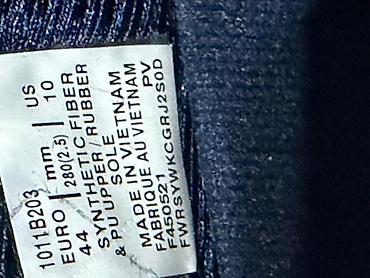 1011B203 US
EURO mm 10
44 280(2.5)
SYNTHETIC FIBER
SYN UPPER/RUBBER
& PU SOLE
MADE IN VIETNAM
FABRIQUE AU VIETNAM
F450521 PV
FWRSYWKCGRJ2S0D